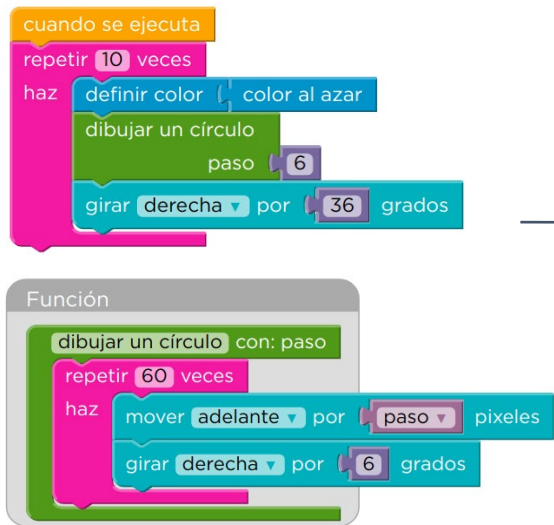 cuando se ejecuta
repetir 10 veces
haz definir color color al azar
dibujar un círculo
paso 6
girar derecha por 36 grados
Función
dibujar un círculo con: paso
repetir 60 veces
haz mover adelante por paso pixeles
girar derecha por 6 grados